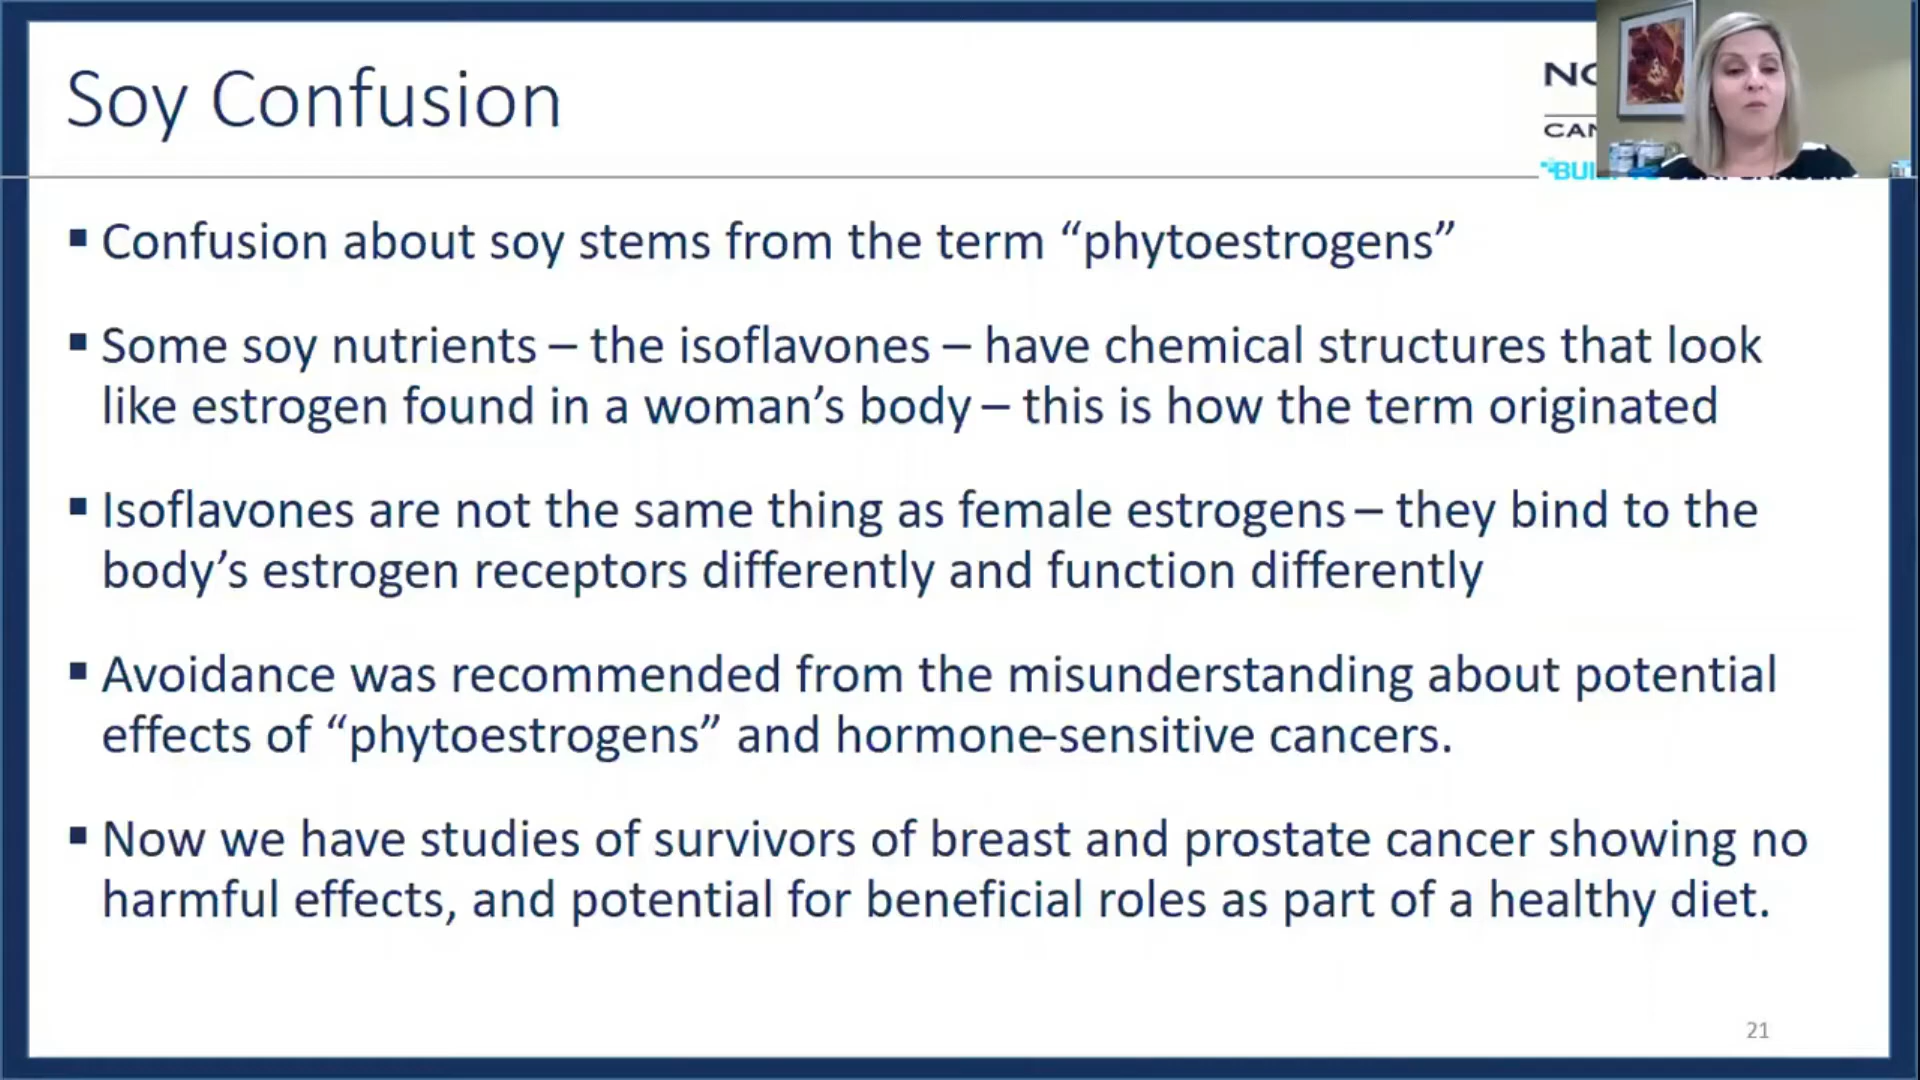 Soy Confusion
▪ Confusion about soy stems from the term “phytoestrogens”
▪ Some soy nutrients – the isoflavones – have chemical structures that look
like estrogen found in a woman’s body – this is how the term originated
▪ Isoflavones are not the same thing as female estrogens – they bind to the
body’s estrogen receptors differently and function differently
▪ Avoidance was recommended from the misunderstanding about potential
effects of “phytoestrogens” and hormone-sensitive cancers.
▪ Now we have studies of survivors of breast and prostate cancer showing no
harmful effects, and potential for beneficial roles as part of a healthy diet.
21